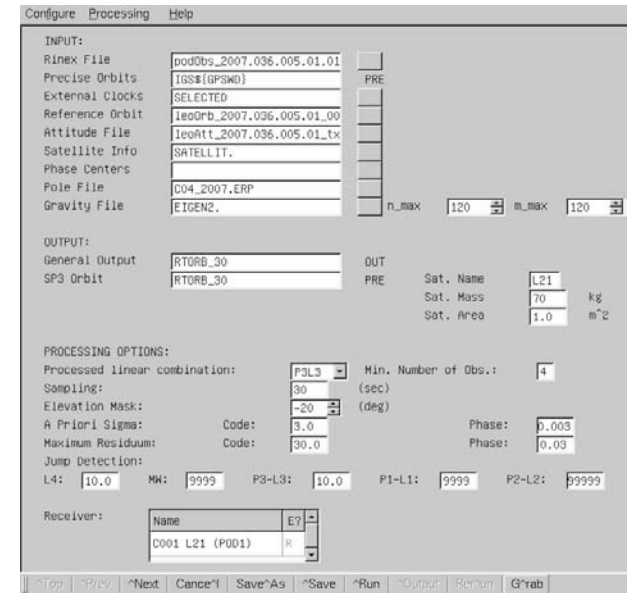 Configure Processing Help
INPUT:
Rinex File podObs_2007.036.005.01.01
Precise Orbits IGS${GPSWD} PRE
External Clocks SELECTED
Reference Orbit leoOrb_2007.036.005.01_00
Attitude File leoAtt_2007.036.005.01_tx
Satellite Info SATELLIT.
Phase Centers
Pole File C04_2007.ERP
Gravity File EIGEN2. n_max 120 m_max 120
OUTPUT:
General Output RTORB_30 OUT
SP3 Orbit RTORB_30 PRE Sat. Name L21
Sat. Mass 70 kg
Sat. Area 1.0 m^2
PROCESSING OPTIONS:
Processed linear combination: P3L3 Min. Number of Obs.: 4
Sampling: 30 (sec)
Elevation Mask: -20 (deg)
A Priori Sigma: Code: 3.0 Phase: 0.003
Maximum Residuum: Code: 30.0 Phase: 0.03
Jump Detection:
L4: 10.0 MW: 9999 P3-L3: 10.0 P1-L1: 9999 P2-L2: 99999
Receiver: Name E?
C001 L21 (POD1) R
^Top ^Prev ^Next Cance^l Save^As ^Save ^Run ^Output Rer^un G^rab